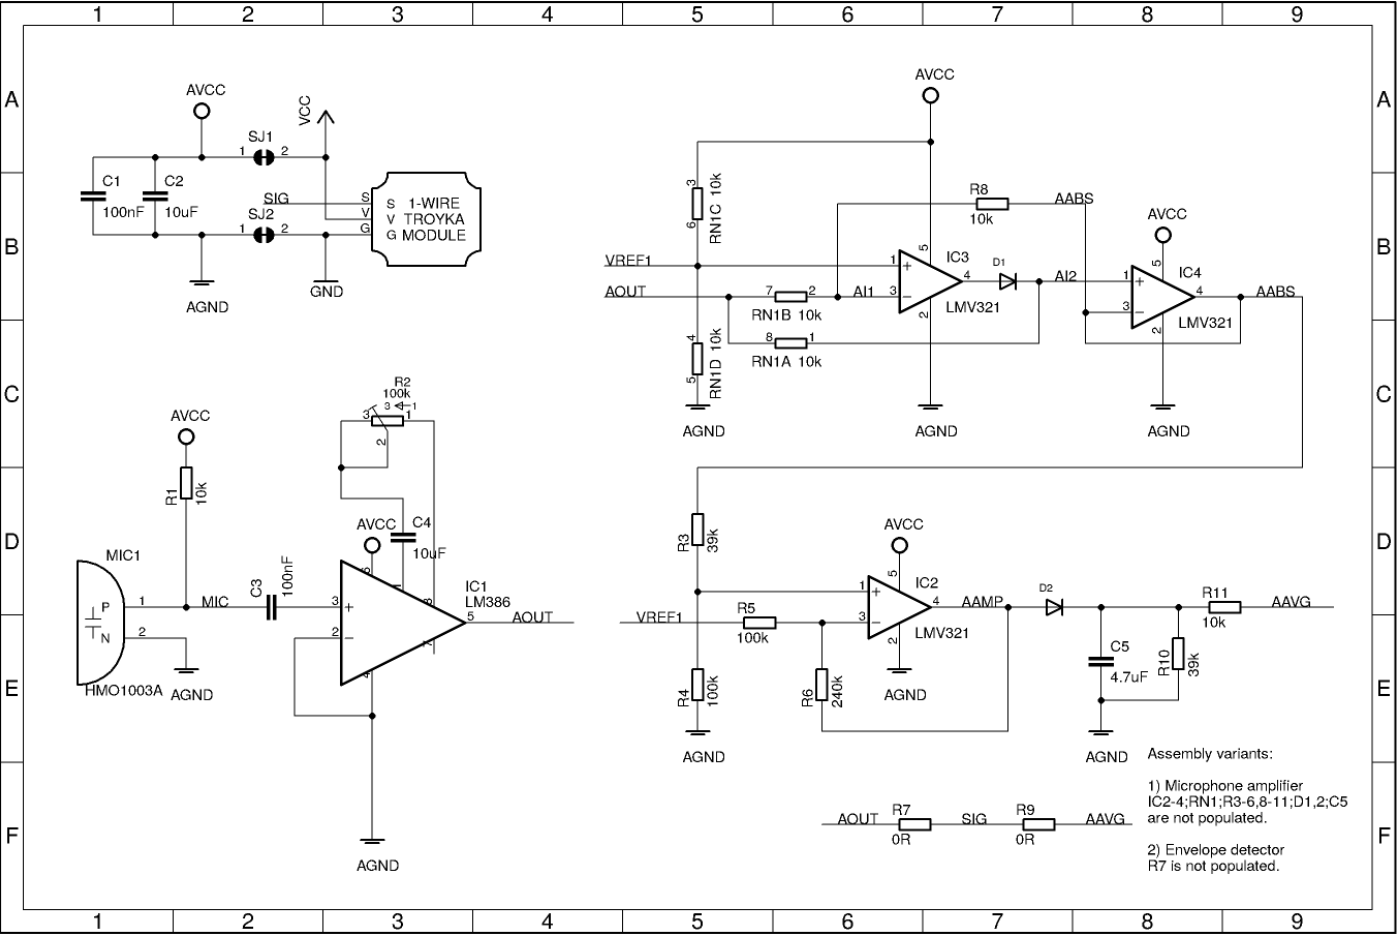 1 2 3 4 5 6 7 8 9
A A
AVCC
VCC
SJ1
1 2
C1
100nF
C2
10uF
SIG
SJ2
1 2
S
V
G
S 1-WIRE
V TROYKA
G MODULE
AGND
GND
B B
AVCC
3
RN1C 10k
6
VREF1
AOUT
7 2
RN1B 10k
AI1
8 1
RN1A 10k
4
RN1D 10k
5
AGND
R8
10k
AABS
1
+
3
−
5
2
4
IC3
LMV321
D1
AI2
AGND
AVCC
5
1
+
3
−
2
4
IC4
LMV321
AABS
AGND
C C
R2
100k
3 1
3 1
2
AVCC
R1
10k
D D
MIC1
P
N
1
2
HMO1003A
AGND
MIC
C3
100nF
AVCC
C4
10uF
6
1
8
3
+
2
−
4
7
5
IC1
LM386
AOUT
AGND
R3
39k
VREF1
R5
100k
R4
100k
AGND
R6
240k
AVCC
5
1
+
3
−
2
4
IC2
LMV321
AGND
AAMP
D2
C5
4.7uF
R10
39k
AGND
R11
10k
AAVG
E E
Assembly variants:
1) Microphone amplifier
IC2-4;RN1;R3-6,8-11;D1,2;C5
are not populated.
2) Envelope detector
R7 is not populated.
AOUT
R7
0R
SIG
R9
0R
AAVG
F F
1 2 3 4 5 6 7 8 9